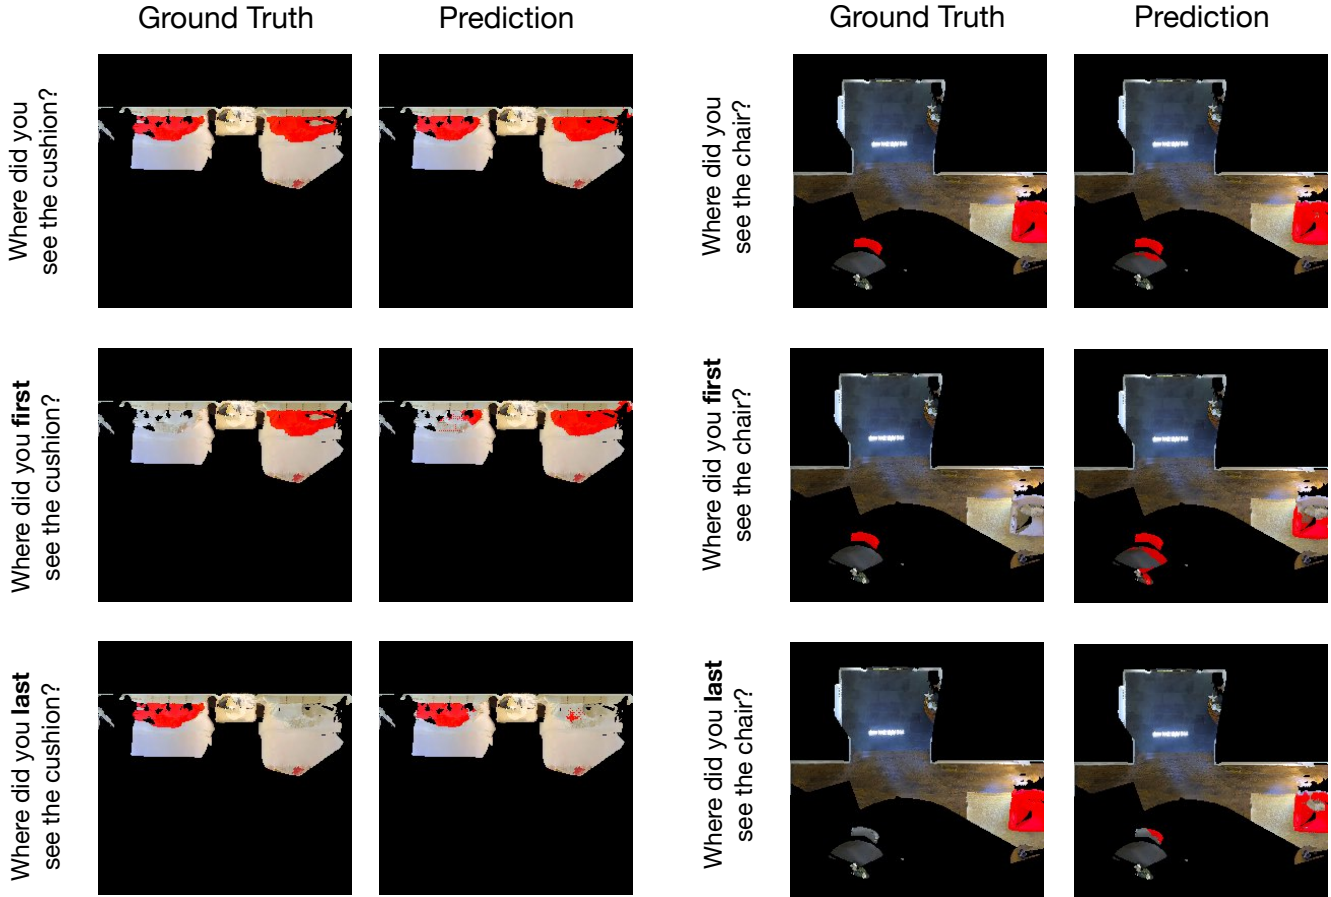 Ground Truth
Prediction
Ground Truth
Prediction
Where did you
see the cushion?
Where did you
see the chair?
Where did you first
see the cushion?
Where did you first
see the chair?
Where did you last
see the cushion?
Where did you last
see the chair?